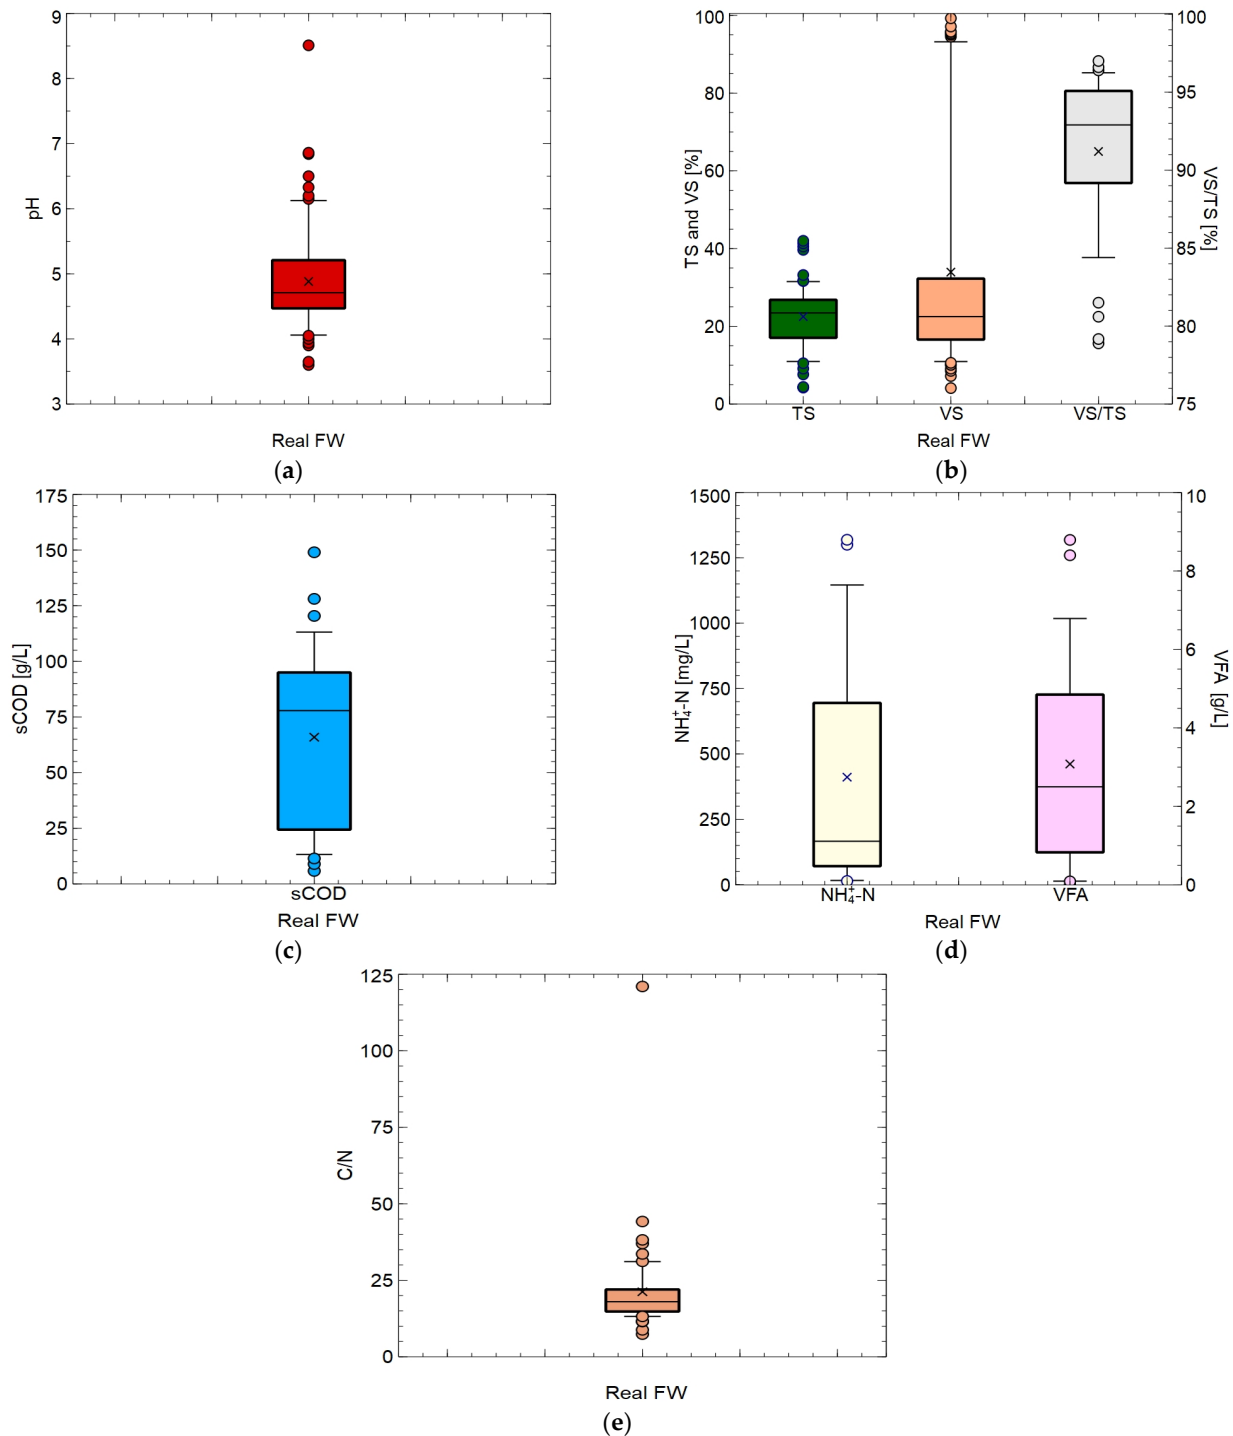 9
8
7
6
5
4
3
pH
Real FW
(a)
100
80
60
40
20
0
TS and VS [%]
100
95
90
85
80
75
VS/TS [%]
TS VS VS/TS
Real FW
(b)
175
150
125
100
75
50
25
0
sCOD [g/L]
sCOD
Real FW
(c)
1500
1250
1000
750
500
250
0
NH₄⁺-N [mg/L]
10
8
6
4
2
0
VFA [g/L]
NH₄⁺-N VFA
Real FW
(d)
125
100
75
50
25
0
C/N
Real FW
(e)